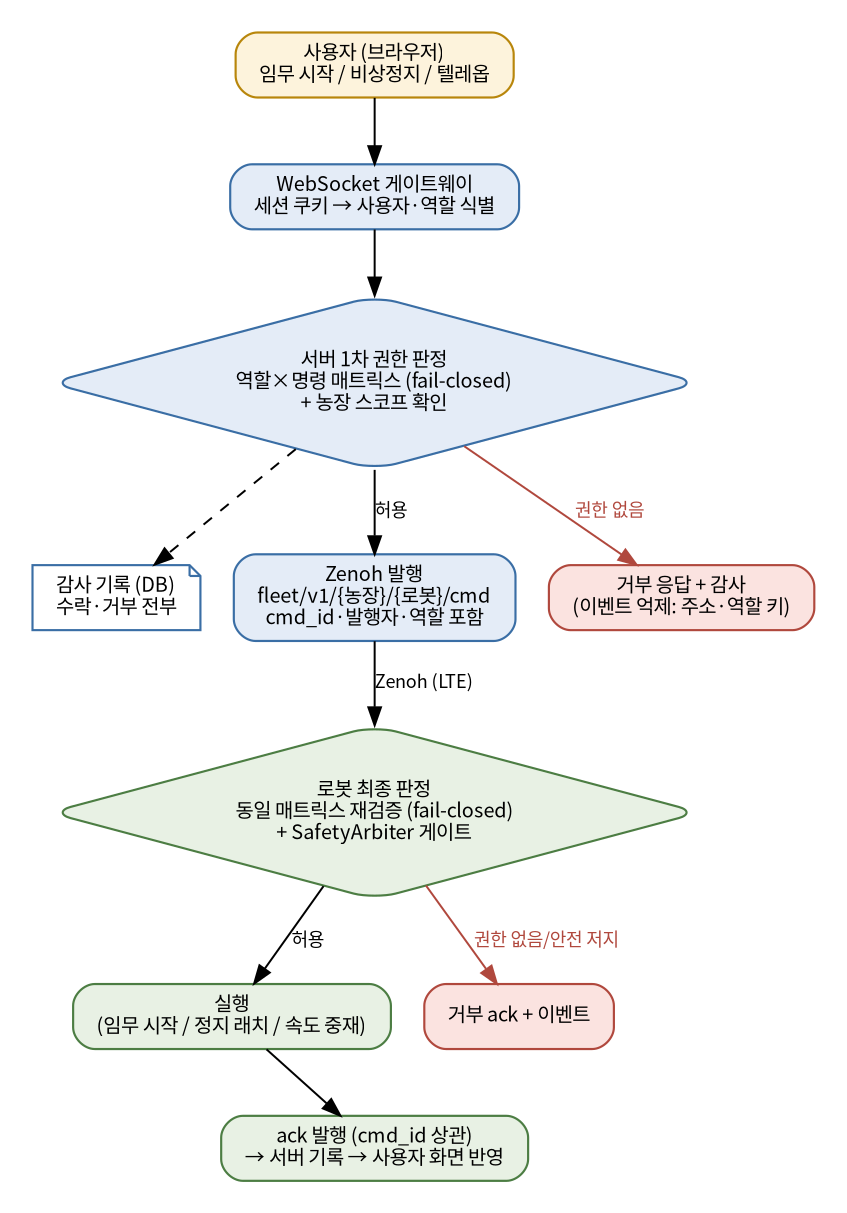 사용자 (브라우저)
임무 시작 / 비상정지 / 텔레옵
WebSocket 게이트웨이
세션 쿠키 → 사용자·역할 식별
서버 1차 권한 판정
역할×명령 매트릭스 (fail-closed)
+ 농장 스코프 확인
허용
권한 없음
감사 기록 (DB)
수락·거부 전부
Zenoh 발행
fleet/v1/{농장}/{로봇}/cmd
cmd_id·발행자·역할 포함
거부 응답 + 감사
(이벤트 억제: 주소·역할 키)
Zenoh (LTE)
로봇 최종 판정
동일 매트릭스 재검증 (fail-closed)
+ SafetyArbiter 게이트
허용
권한 없음/안전 저지
실행
(임무 시작 / 정지 래치 / 속도 중재)
거부 ack + 이벤트
ack 발행 (cmd_id 상관)
→ 서버 기록 → 사용자 화면 반영